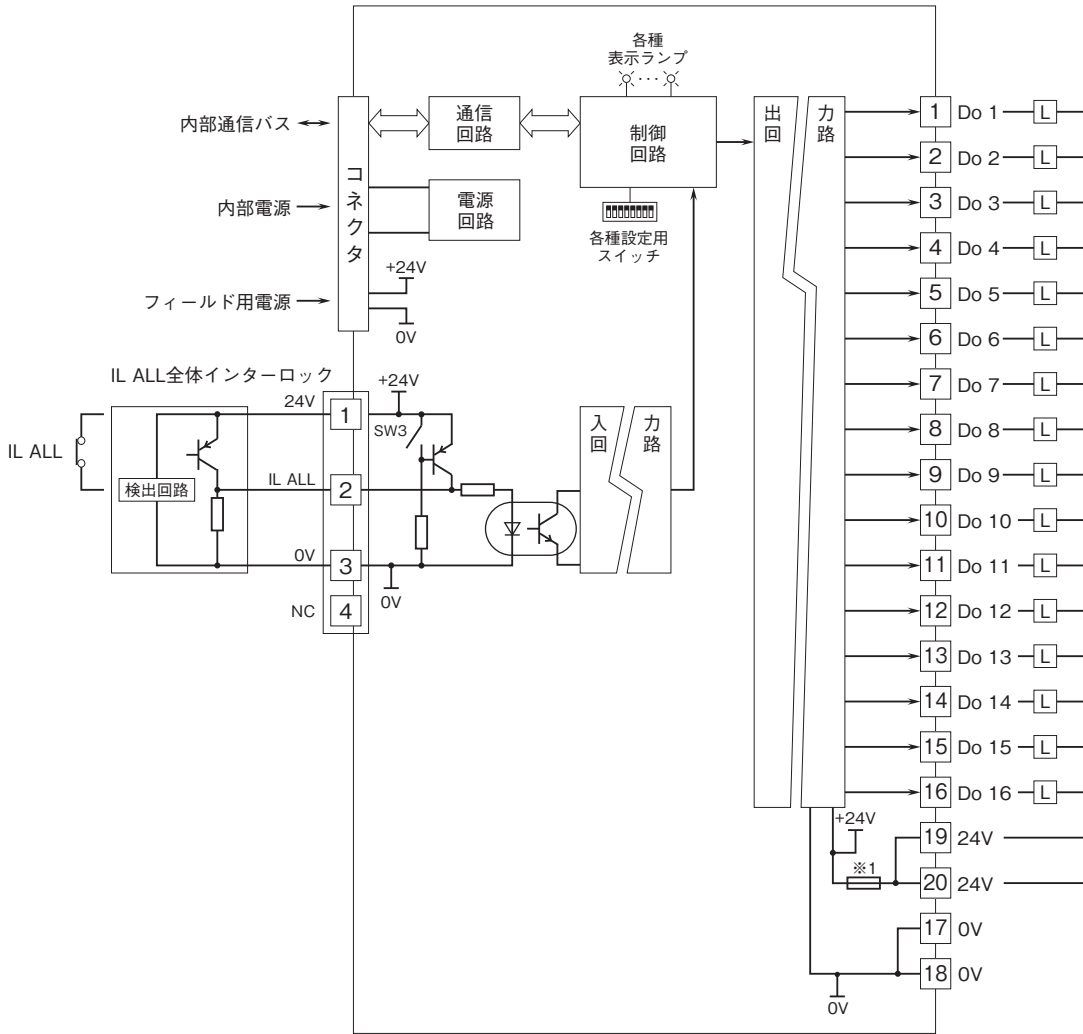 各種
表示ランプ
内部通信バス
コネクタ
通信
回路
制御
回路
出力
回路
内部電源
電源
回路
各種設定用
スイッチ
+24V
フィールド用電源
0V
IL ALL全体インターロック
24V
1
+24V
SW3
入力
回路
IL ALL
検出回路
IL ALL
2
0V
3
0V
NC
4
1 Do 1 L
2 Do 2 L
3 Do 3 L
4 Do 4 L
5 Do 5 L
6 Do 6 L
7 Do 7 L
8 Do 8 L
9 Do 9 L
10 Do 10 L
11 Do 11 L
12 Do 12 L
13 Do 13 L
14 Do 14 L
15 Do 15 L
16 Do 16 L
+24V
19 24V
※1
20 24V
17 0V
18 0V
0V